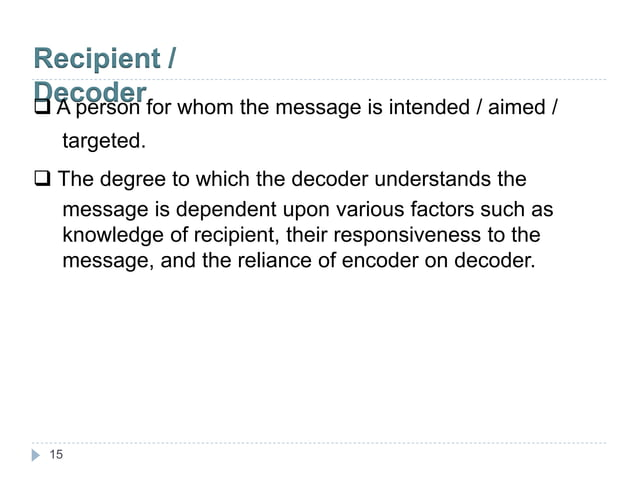 Recipient /
Decoder
❑ A person for whom the message is intended / aimed /
targeted.
❑ The degree to which the decoder understands the
message is dependent upon various factors such as
knowledge of recipient, their responsiveness to the
message, and the reliance of encoder on decoder.
15